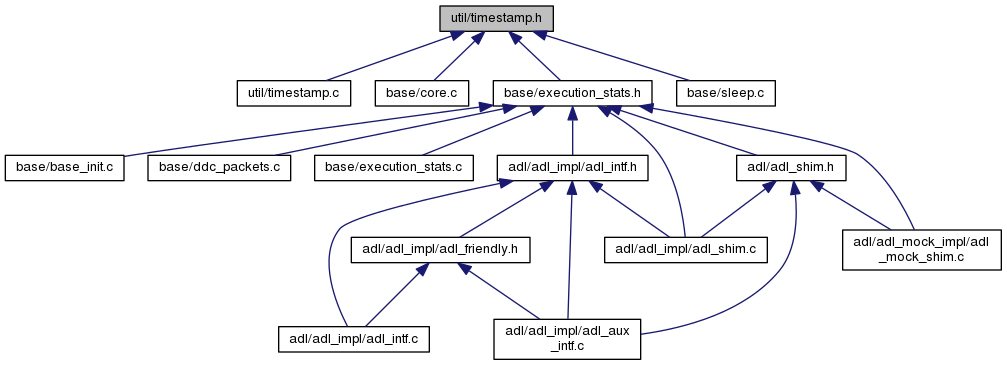 util/timestamp.h
util/timestamp.c
base/core.c
base/execution_stats.h
base/sleep.c
base/base_init.c
base/ddc_packets.c
base/execution_stats.c
adl/adl_impl/adl_intf.h
adl/adl_shim.h
adl/adl_impl/adl_friendly.h
adl/adl_impl/adl_shim.c
adl/adl_mock_impl/adl
_mock_shim.c
adl/adl_impl/adl_intf.c
adl/adl_impl/adl_aux
_intf.c